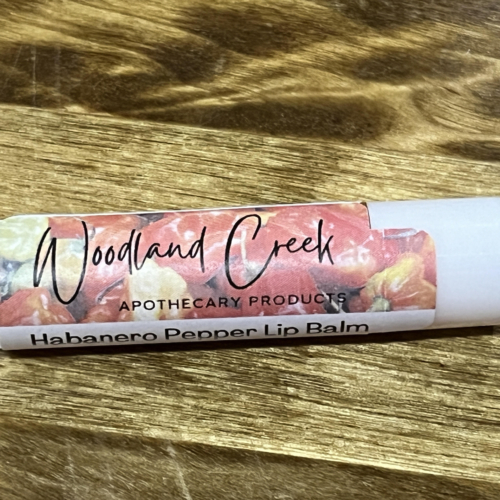 Woodland Creek
APOTHECARY PRODUCTS
Habanero Pepper Lip Balm